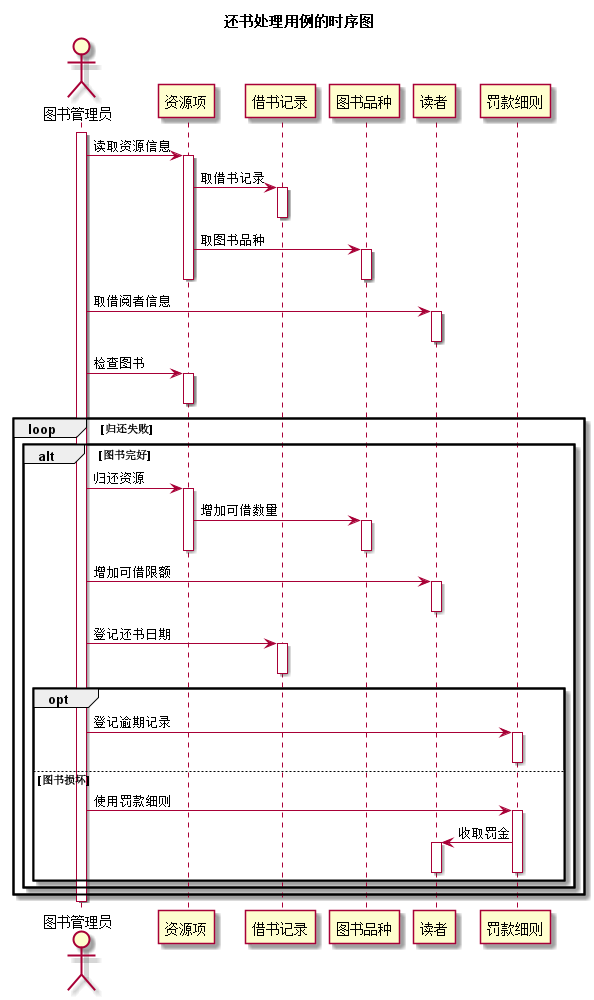 还书处理用例的时序图
图书管理员
资源项
借书记录
图书品种
读者
罚款细则
读取资源信息
取借书记录
取图书品种
取借阅者信息
检查图书
loop [归还失败]
alt [图书完好]
归还资源
增加可借数量
增加可借限额
登记还书日期
opt
登记逾期记录
[图书损坏]
使用罚款细则
收取罚金
图书管理员
资源项
借书记录
图书品种
读者
罚款细则